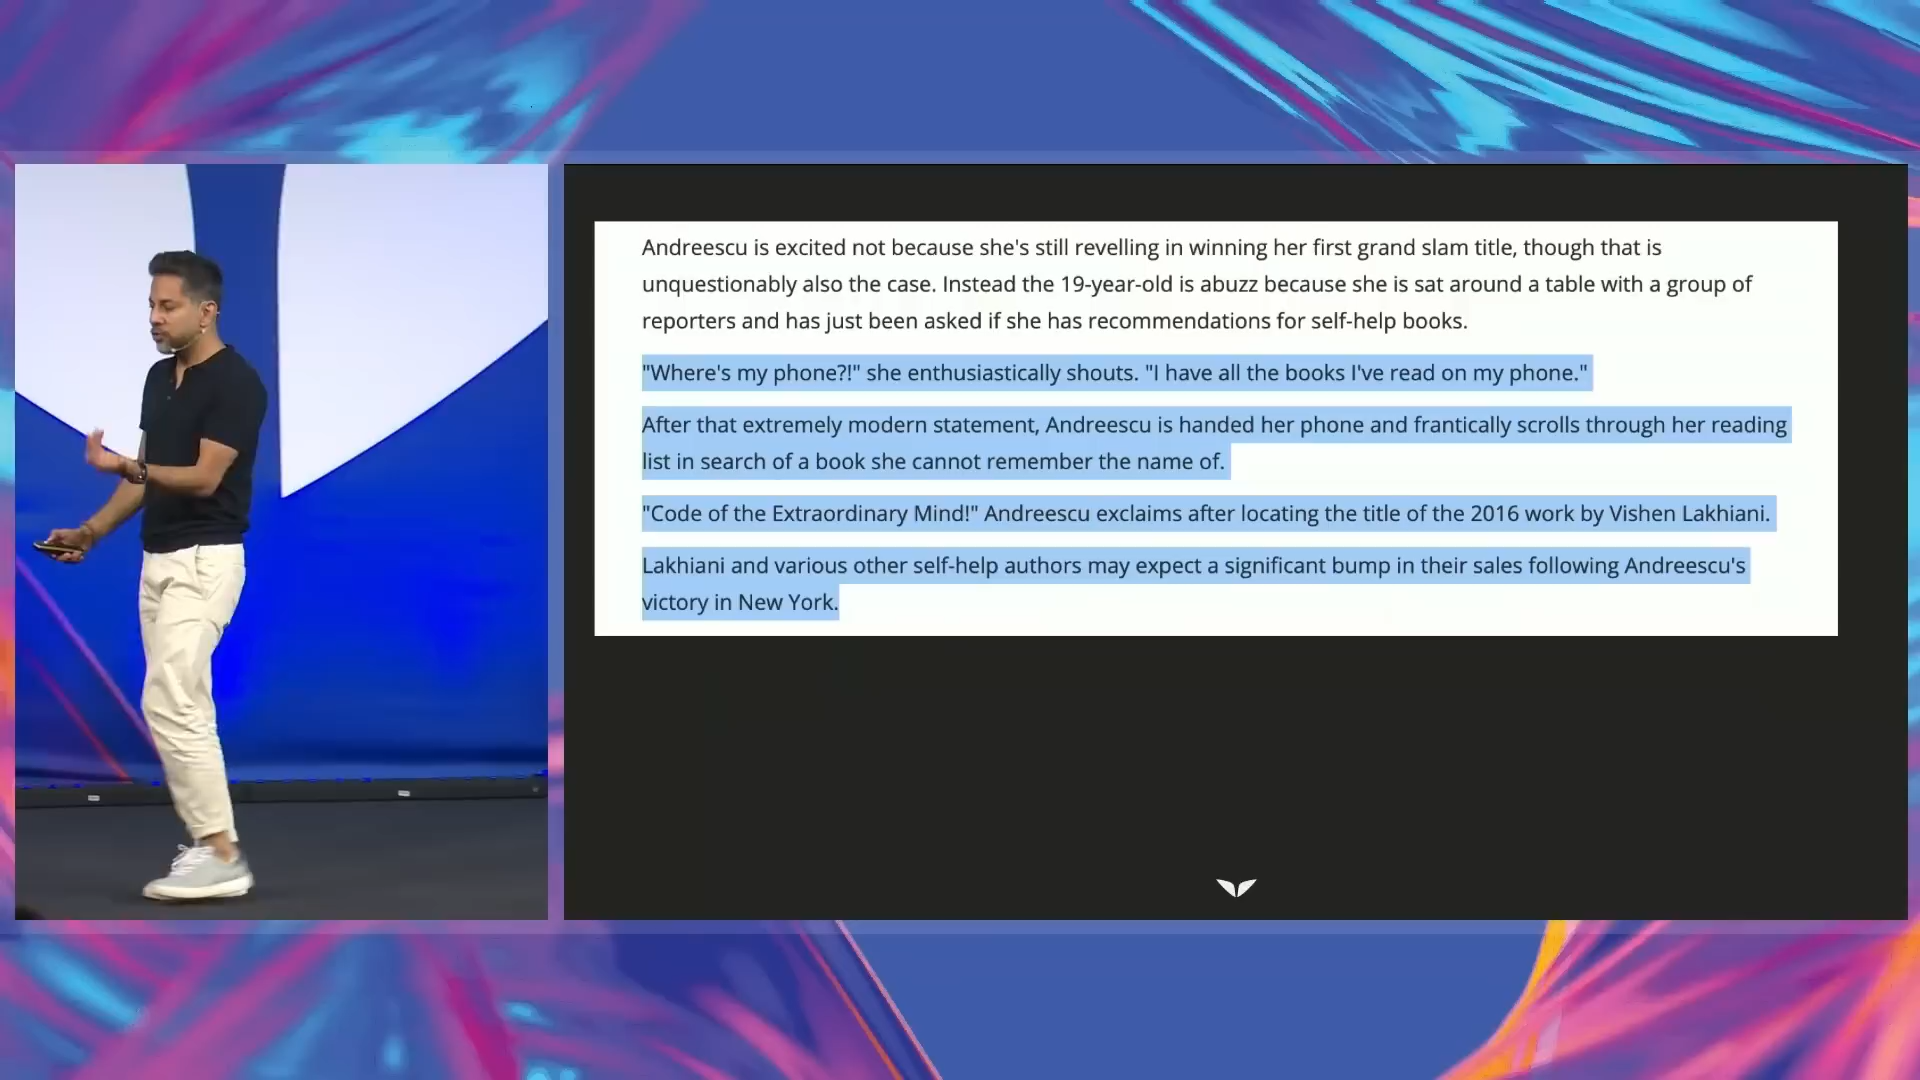 Andreescu is excited not because she's still revelling in winning her first grand slam title, though that is
unquestionably also the case. Instead the 19-year-old is abuzz because she is sat around a table with a group of
reporters and has just been asked if she has recommendations for self-help books.
"Where's my phone?!" she enthusiastically shouts. "I have all the books I've read on my phone."
After that extremely modern statement, Andreescu is handed her phone and frantically scrolls through her reading
list in search of a book she cannot remember the name of.
"Code of the Extraordinary Mind!" Andreescu exclaims after locating the title of the 2016 work by Vishen Lakhiani.
Lakhiani and various other self-help authors may expect a significant bump in their sales following Andreescu's
victory in New York.